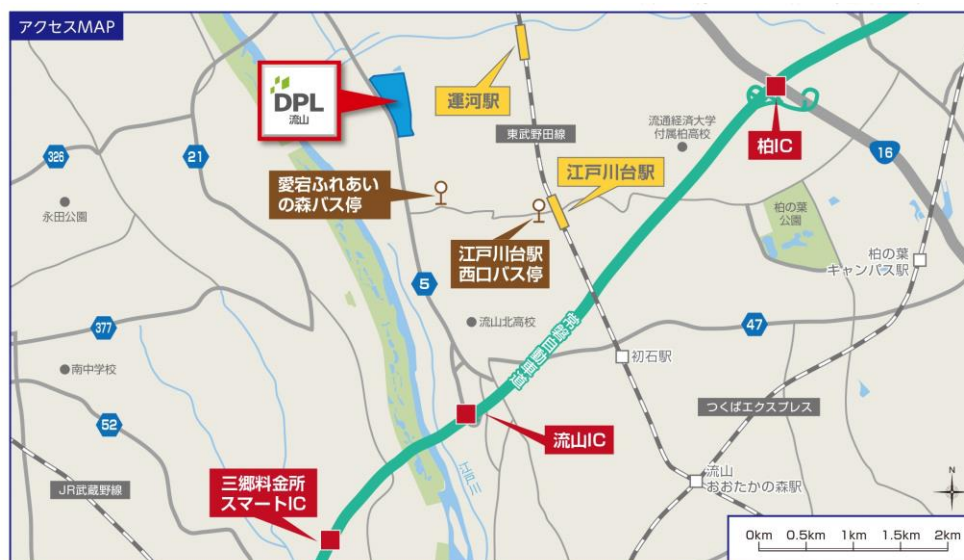 アクセスMAP
DPL
流山
運河駅
東武野田線
流通経済大学
付属柏高校
柏IC
16
326
21
永田公園
愛宕ふれあい
の森バス停
江戸川台駅
江戸川台駅
西口バス停
柏の葉
公園
柏の葉
キャンパス駅
5
377
流山北高校
常磐自動車道
47
初石駅
南中学校
52
つくばエクスプレス
流山IC
江戸川
流山
おおたかの森駅
三郷料金所
スマートIC
JR武蔵野線
N
0km 0.5km 1km 1.5km 2km